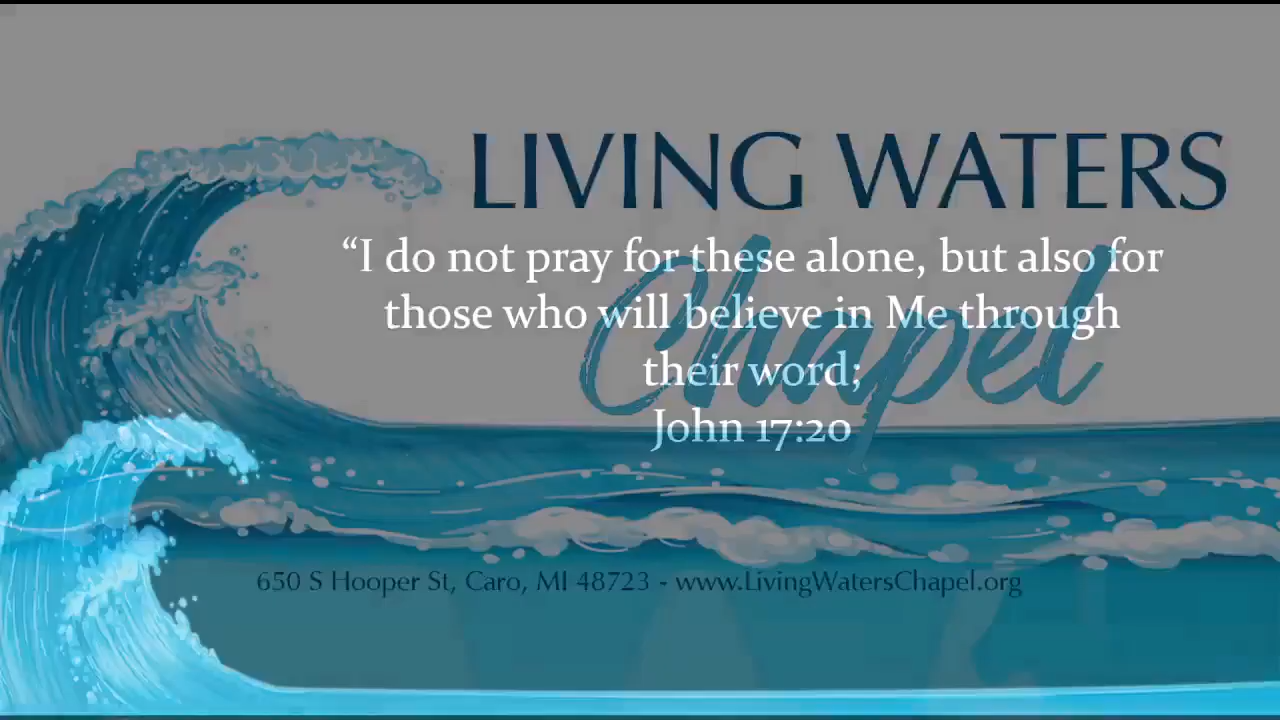 LIVING WATERS
Chapel
“I do not pray for these alone, but also for
those who will believe in Me through
their word;
John 17:20
650 S Hooper St, Caro, MI 48723 - www.LivingWatersChapel.org